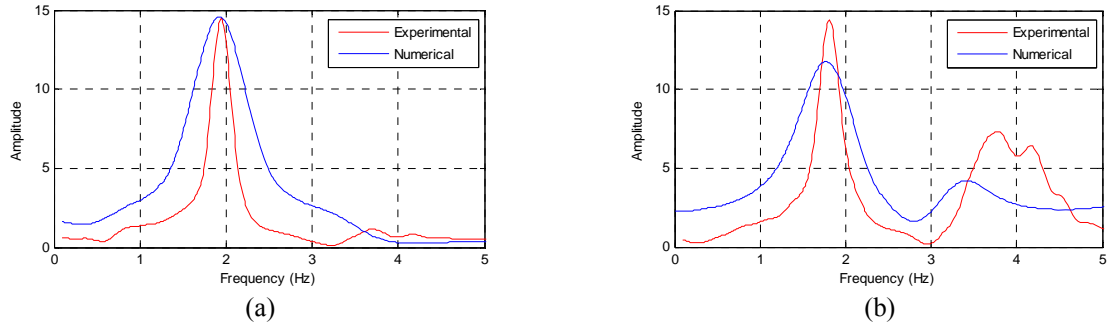 15
10
5
0
Amplitude
0 1 2 3 4 5
Frequency (Hz)
Experimental
Numerical
(a)
15
10
5
0
Amplitude
0 1 2 3 4 5
Frequency (Hz)
Experimental
Numerical
(b)